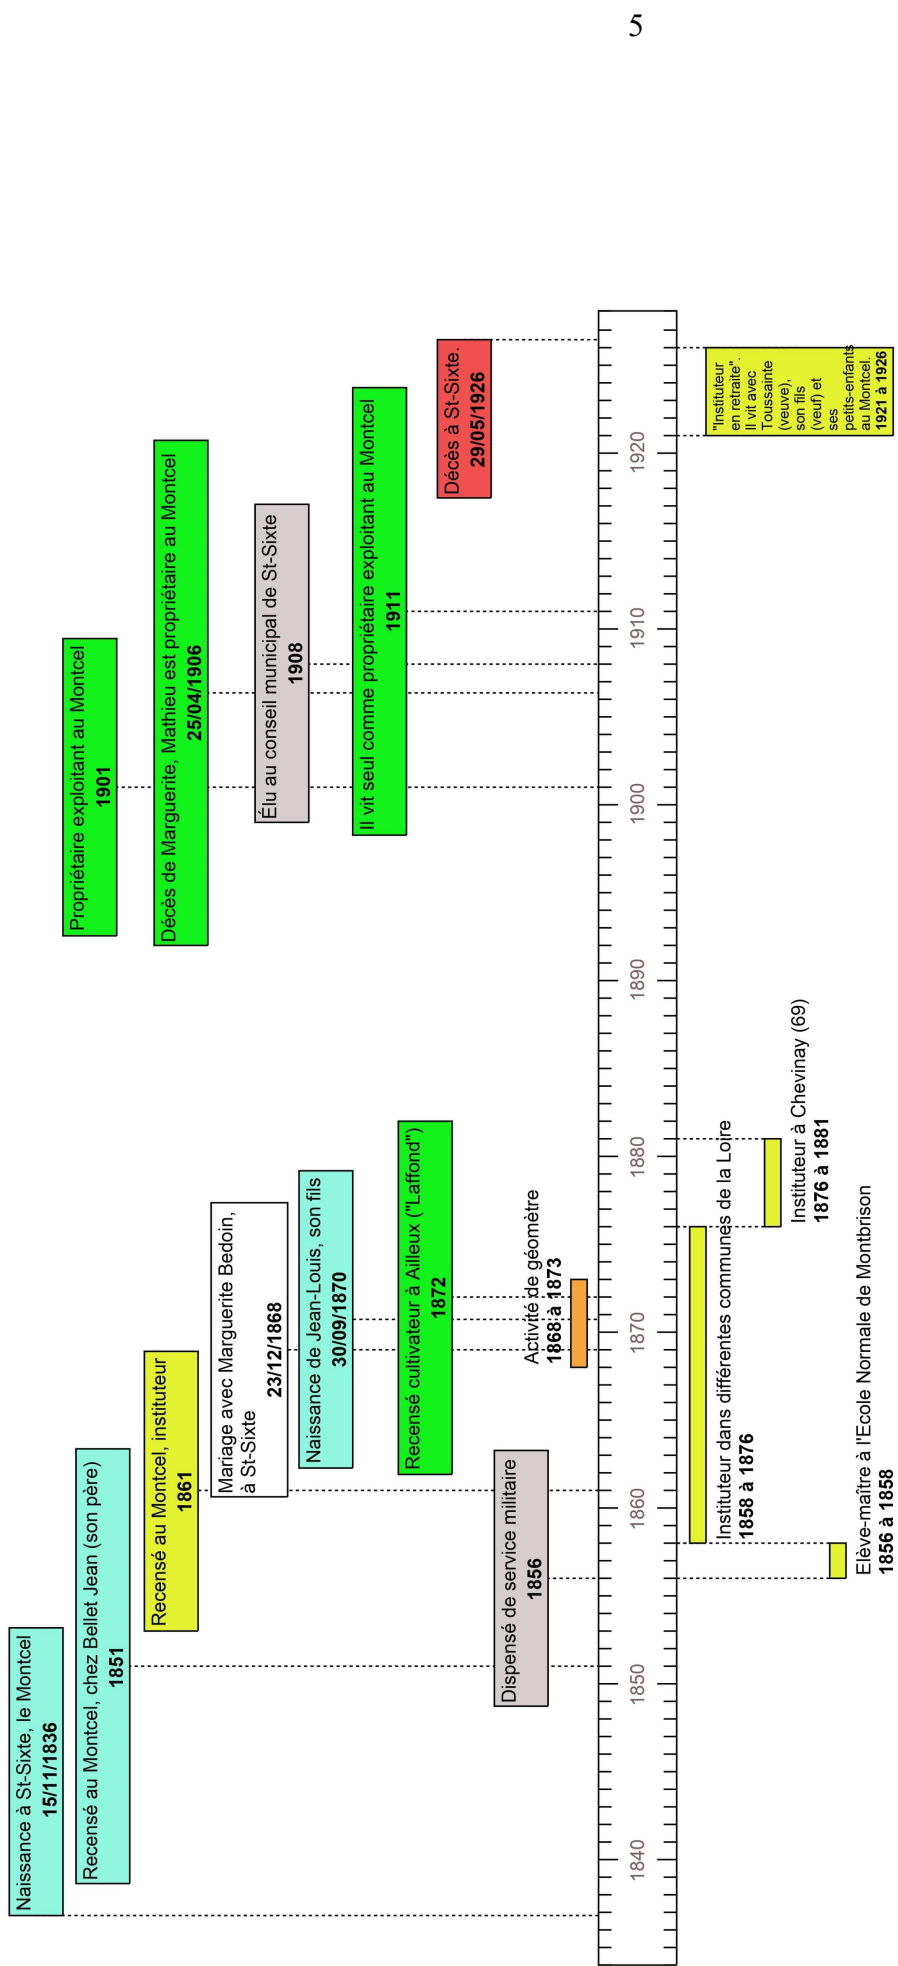 5
Naissance à St-Sixte, le Montcel
15/11/1836
Recensé au Montcel, chez Bellet Jean (son père)
1851
Recensé au Montcel, instituteur
1861
Mariage avec Marguerite Bedoin,
à St-Sixte
23/12/1868
Naissance de Jean-Louis, son fils
30/09/1870
Recensé cultivateur à Ailleux ("Laffond")
1872
Dispensé de service militaire
1856
Activité de géomètre
1868 à 1873
Propriétaire exploitant au Montcel
1901
Décès de Marguerite, Mathieu est propriétaire au Montcel
25/04/1906
Élu au conseil municipal de St-Sixte
1908
Il vit seul comme propriétaire exploitant au Montcel
1911
Décès à St-Sixte.
29/05/1926
1840
1850
1860
1870
1880
1890
1900
1910
1920
Instituteur dans différentes communes de la Loire
1858 à 1876
Instituteur à Chevinay (69)
1876 à 1881
Elève-maître à l'Ecole Normale de Montbrison
1856 à 1858
"Instituteur
en retraite".
Il vit avec
Toussainte
(veuve),
son fils
(veuf) et
ses
petits-enfants
au Montcel.
1921 à 1926